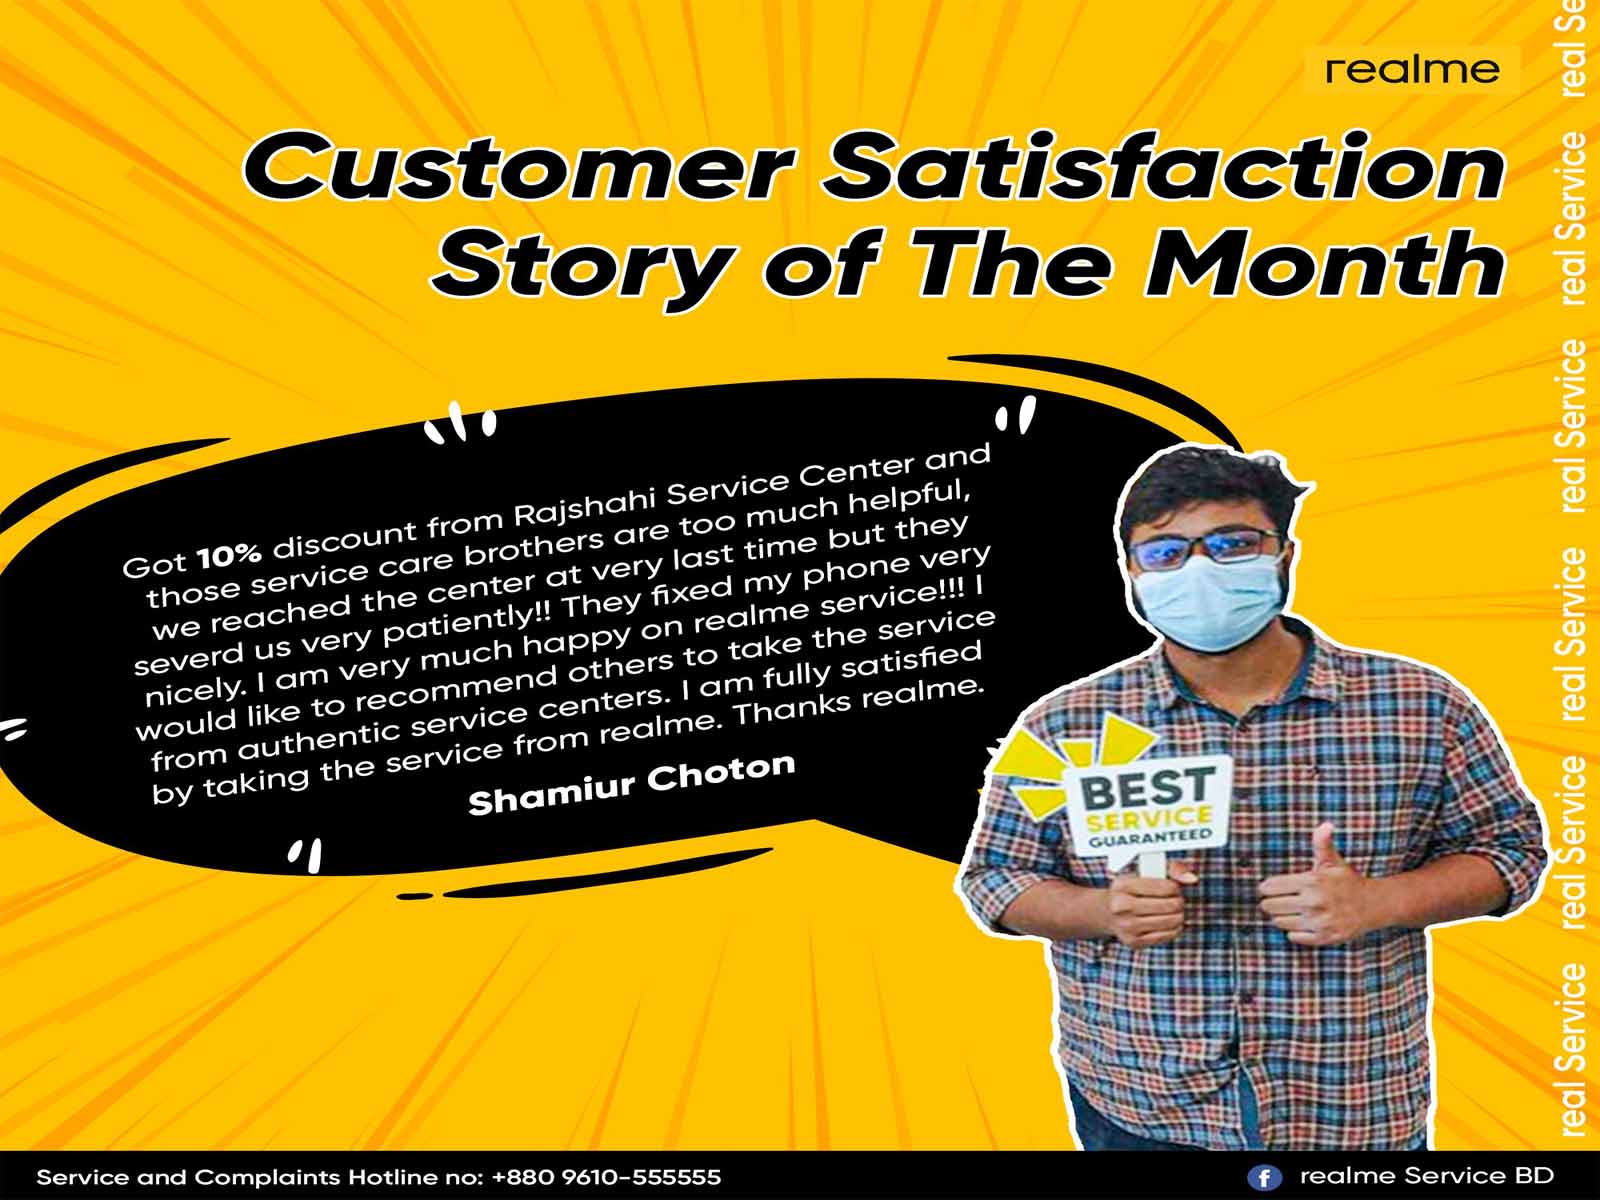 realme
Customer Satisfaction
Story of The Month
Got 10% discount from Rajshahi Service Center and
those service care brothers are too much helpful,
we reached the center at very last time but they
severd us very patiently!! They fixed my phone very
nicely. I am very much happy on realme service!!! I
would like to recommend others to take the service
from authentic service centers. I am fully satisfied
by taking the service from realme. Thanks realme.
Shamiur Choton
BEST
SERVICE
GUARANTEED
real Service real Service real Service real Service real Service real Se
Service and Complaints Hotline no: +880 9610-555555
f realme Service BD